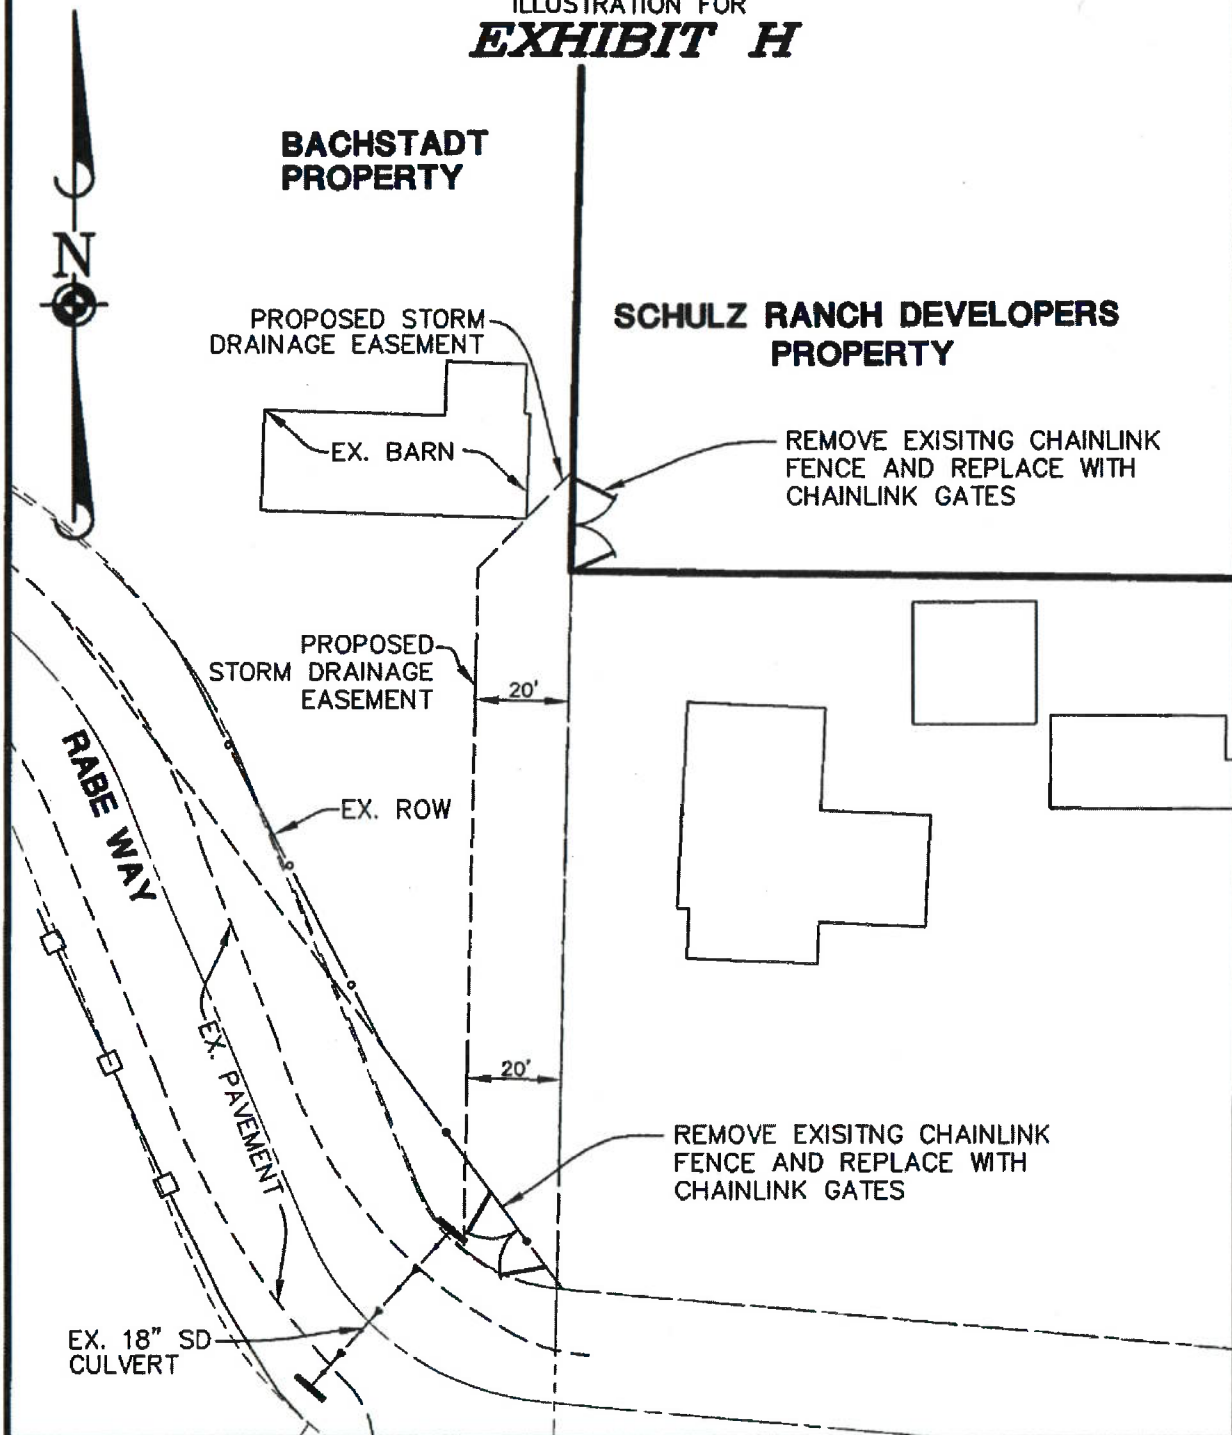 ILLUSTRATION FOR
EXHIBIT H
BACHSTADT
PROPERTY
N
PROPOSED STORM
DRAINAGE EASEMENT
SCHULZ RANCH DEVELOPERS
PROPERTY
EX. BARN
REMOVE EXISITNG CHAINLINK
FENCE AND REPLACE WITH
CHAINLINK GATES
PROPOSED
STORM DRAINAGE
EASEMENT
20'
RABE WAY
EX. ROW
EX. PAVEMENT
20'
REMOVE EXISITNG CHAINLINK
FENCE AND REPLACE WITH
CHAINLINK GATES
EX. 18" SD
CULVERT